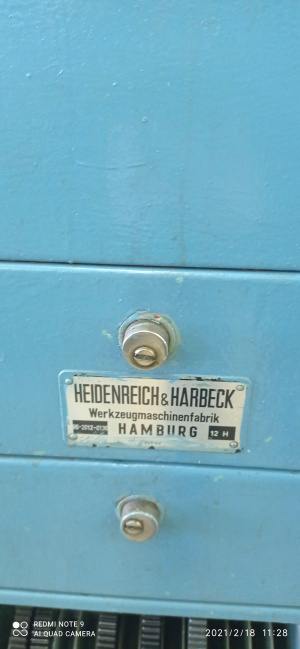 HEIDENREICH & HARBECK
Werkzeugmaschinenfabrik
HAMBURG 12 H
REDMI NOTE 9
AI QUAD CAMERA
2021/2/18 11:28